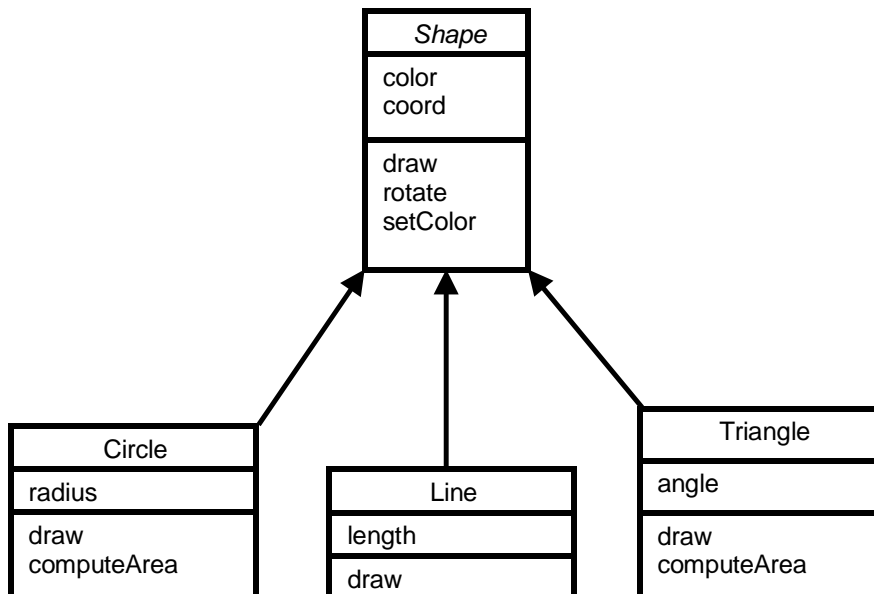 Shape
color
coord
draw
rotate
setColor
Circle
radius
draw
computeArea
Line
length
draw
Triangle
angle
draw
computeArea